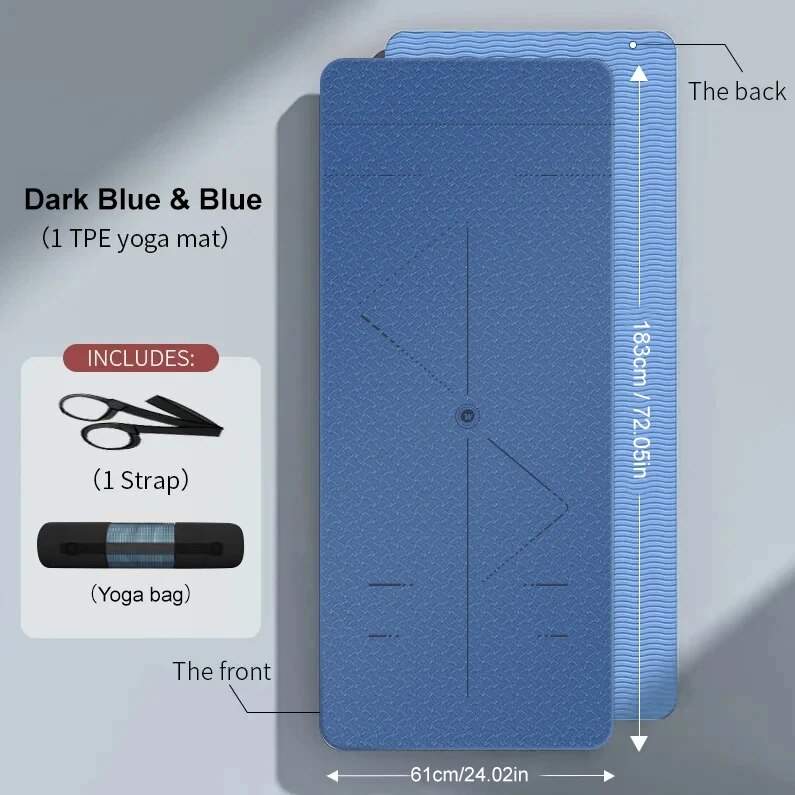 The back
Dark Blue & Blue
（1 TPE yoga mat）
INCLUDES:
（1 Strap）
（Yoga bag）
183cm / 72.05in
The front
61cm/24.02in